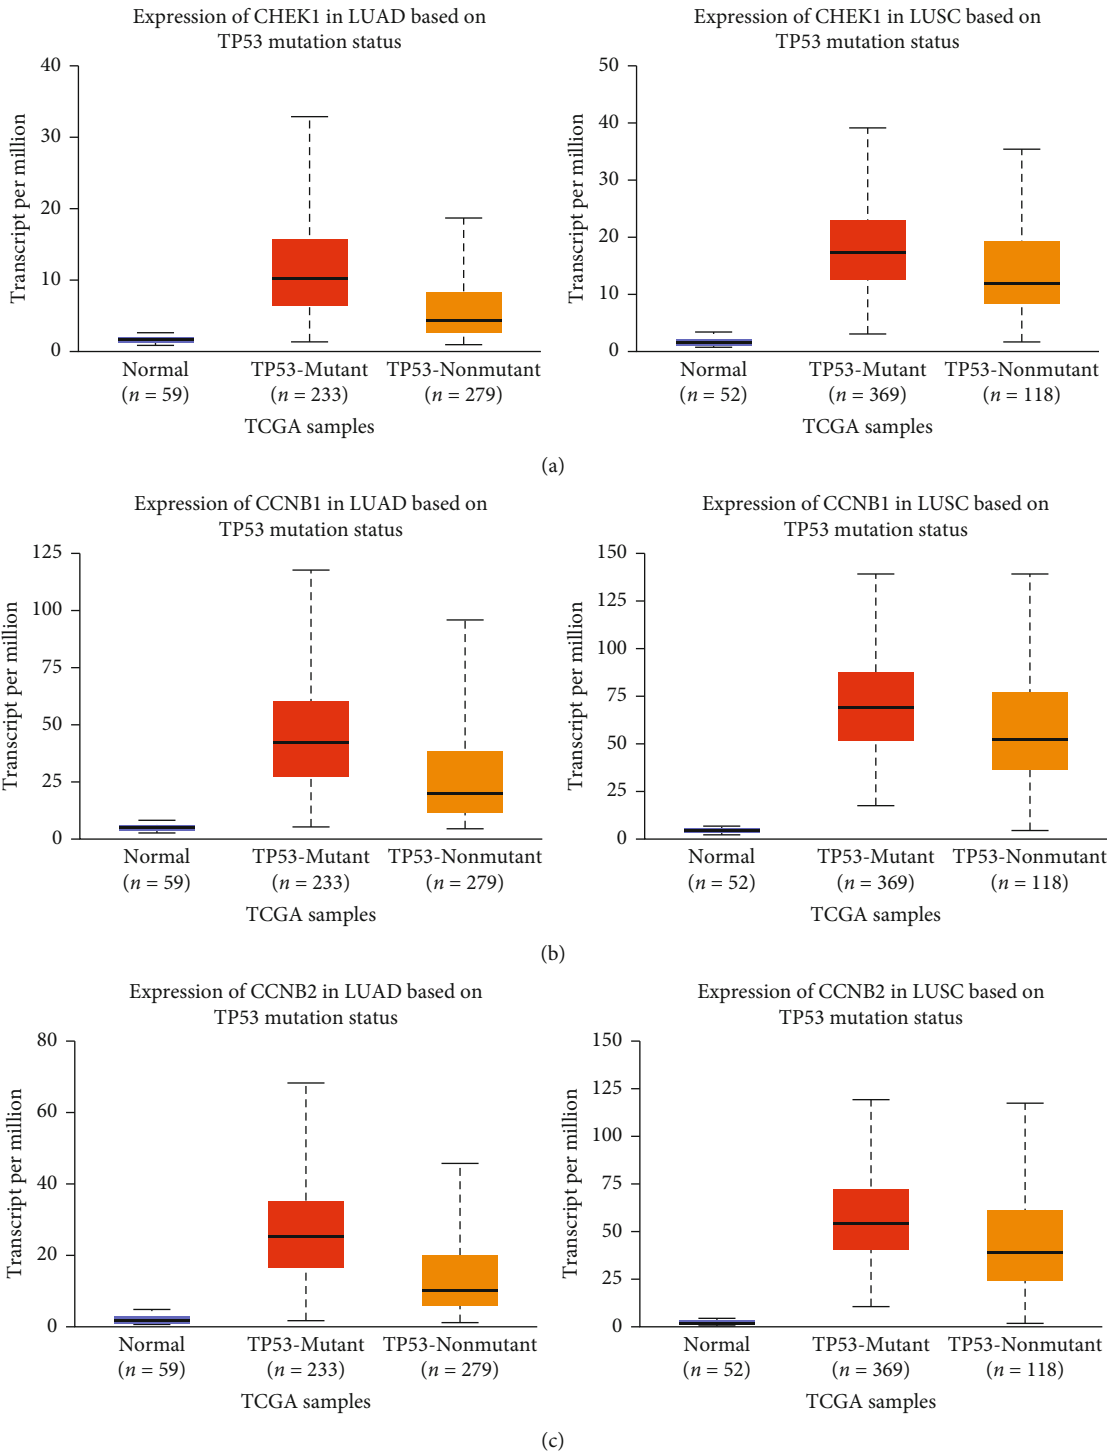 Expression of CHEK1 in LUAD based on
TP53 mutation status
Transcript per million
40
30
20
10
0
Normal
(n = 59)
TP53-Mutant
(n = 233)
TP53-Nonmutant
(n = 279)
TCGA samples
Expression of CHEK1 in LUSC based on
TP53 mutation status
Transcript per million
50
40
30
20
10
0
Normal
(n = 52)
TP53-Mutant
(n = 369)
TP53-Nonmutant
(n = 118)
TCGA samples
(a)
Expression of CCNB1 in LUAD based on
TP53 mutation status
Transcript per million
125
100
75
50
25
0
Normal
(n = 59)
TP53-Mutant
(n = 233)
TP53-Nonmutant
(n = 279)
TCGA samples
Expression of CCNB1 in LUSC based on
TP53 mutation status
Transcript per million
150
125
100
75
50
25
0
Normal
(n = 52)
TP53-Mutant
(n = 369)
TP53-Nonmutant
(n = 118)
TCGA samples
(b)
Expression of CCNB2 in LUAD based on
TP53 mutation status
Transcript per million
80
60
40
20
0
Normal
(n = 59)
TP53-Mutant
(n = 233)
TP53-Nonmutant
(n = 279)
TCGA samples
Expression of CCNB2 in LUSC based on
TP53 mutation status
Transcript per million
150
125
100
75
50
25
0
Normal
(n = 52)
TP53-Mutant
(n = 369)
TP53-Nonmutant
(n = 118)
TCGA samples
(c)